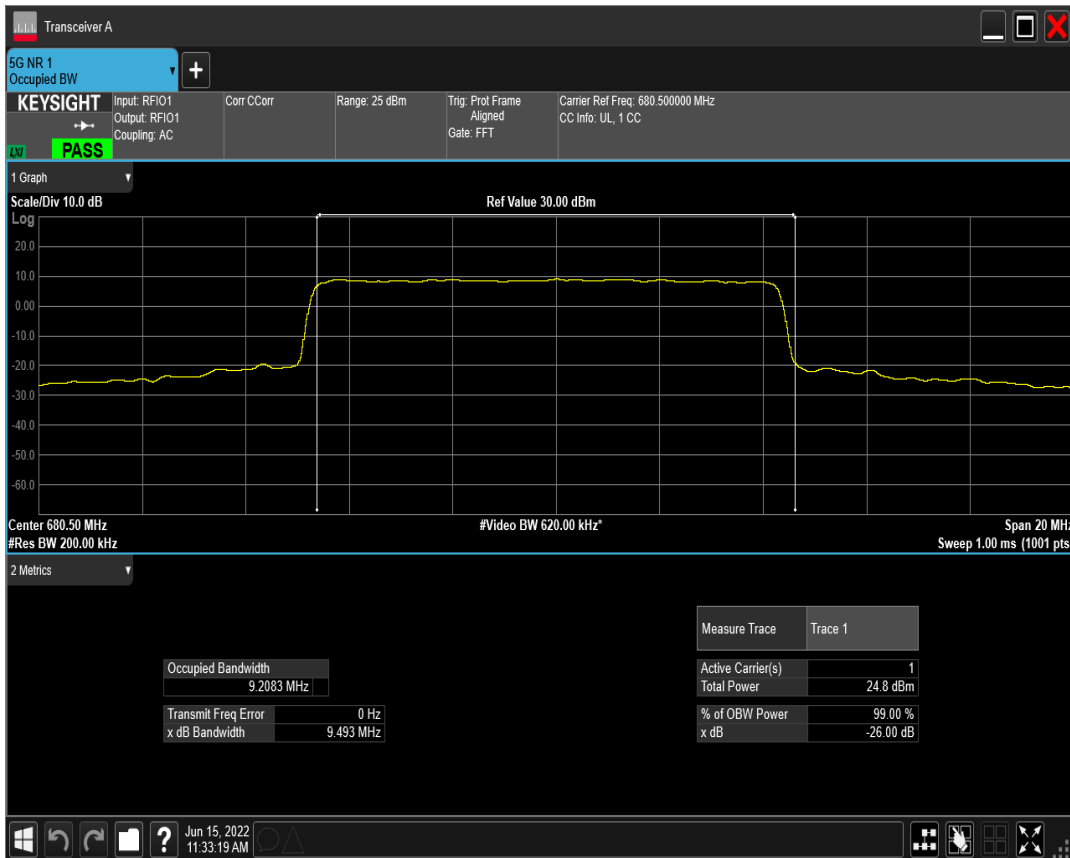 Transceiver A
5G NR 1
Occupied BW
KEYSIGHT
LXI
PASS
Input: RFIO1
Output: RFIO1
Coupling: AC
Corr CCorr
Range: 25 dBm
Trig: Prot Frame
Aligned
Gate: FFT
Carrier Ref Freq: 680.500000 MHz
CC Info: UL, 1 CC
1 Graph
Scale/Div 10.0 dB
Ref Value 30.00 dBm
Log
20.0
10.0
0.00
-10.0
-20.0
-30.0
-40.0
-50.0
-60.0
Center 680.50 MHz
#Video BW 620.00 kHz*
Span 20 MHz
#Res BW 200.00 kHz
Sweep 1.00 ms (1001 pts
2 Metrics
Measure Trace Trace 1
Occupied Bandwidth
9.2083 MHz
Active Carrier(s) 1
Total Power 24.8 dBm
Transmit Freq Error 0 Hz
x dB Bandwidth 9.493 MHz
% of OBW Power 99.00 %
x dB -26.00 dB
?
Jun 15, 2022
11:33:19 AM